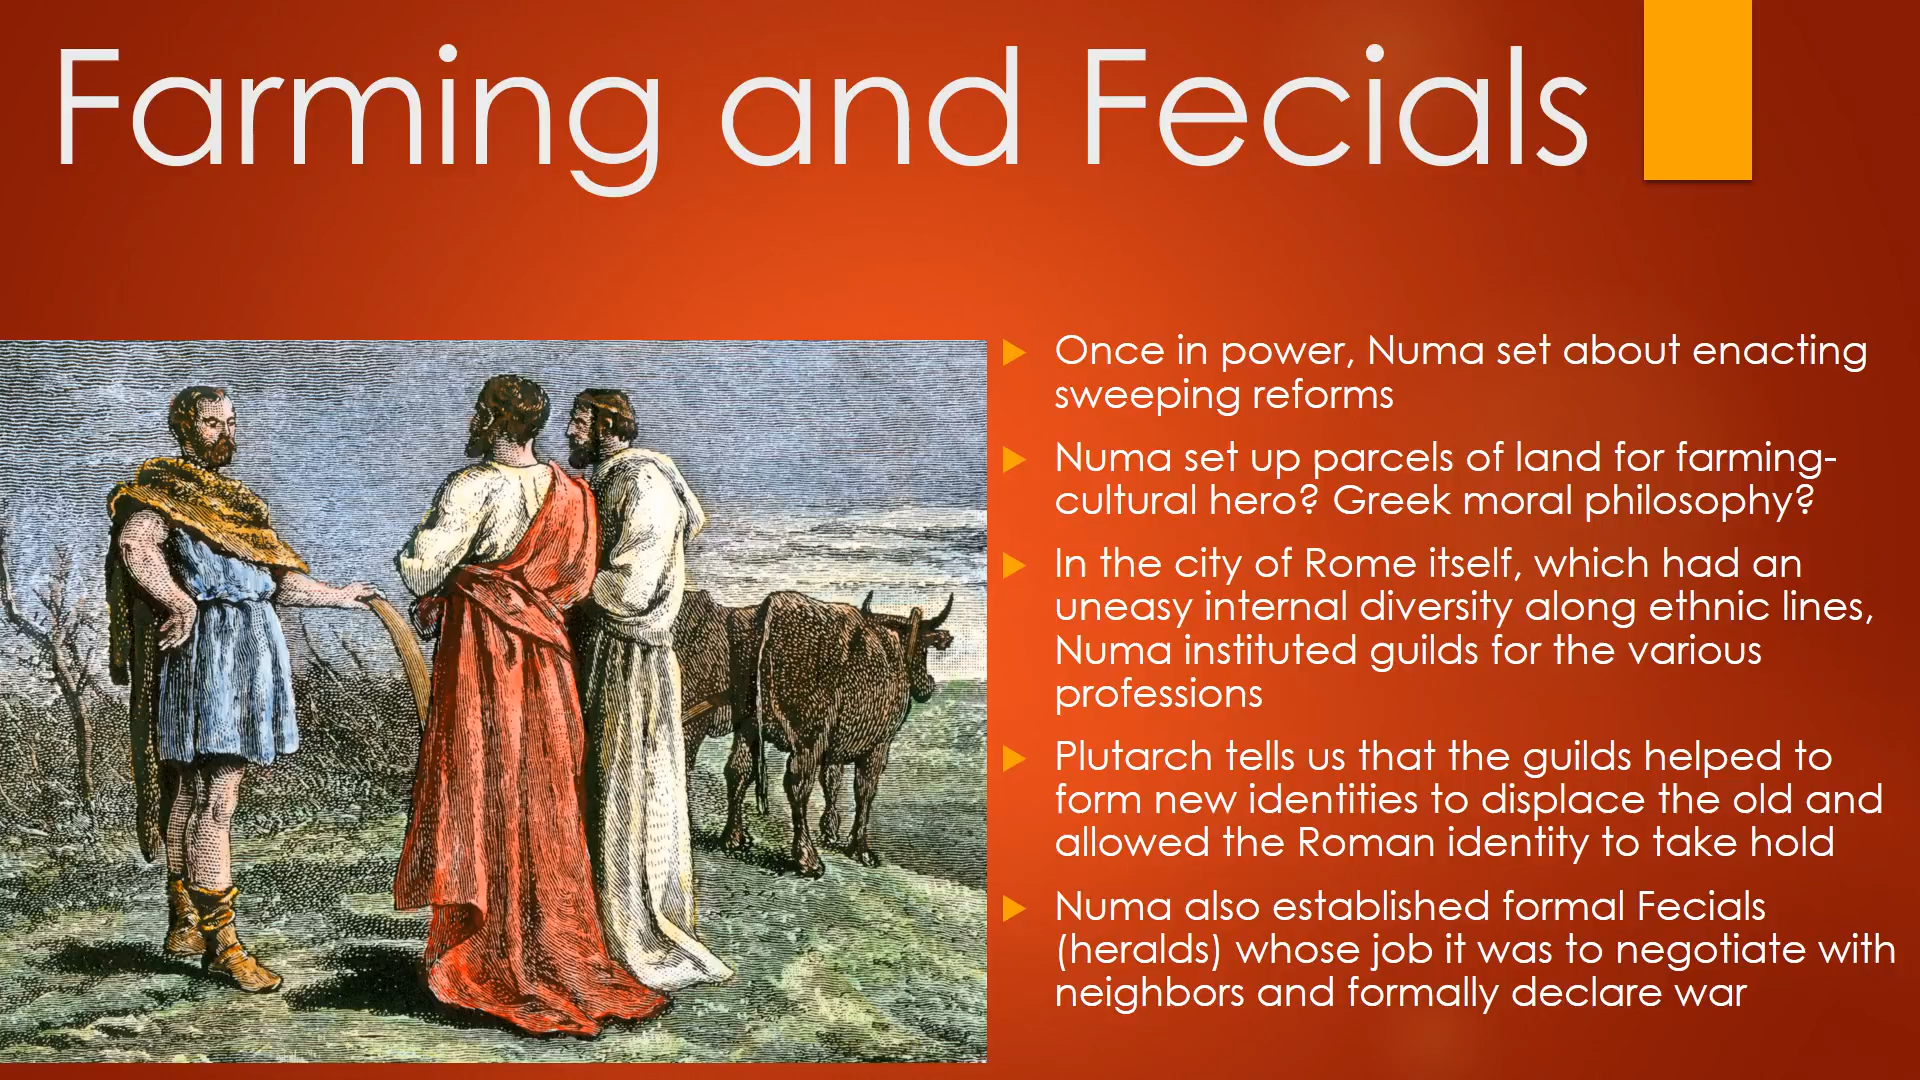 Farming and Fecials
Once in power, Numa set about enacting
sweeping reforms
Numa set up parcels of land for farming-
cultural hero? Greek moral philosophy?
In the city of Rome itself, which had an
uneasy internal diversity along ethnic lines,
Numa instituted guilds for the various
professions
Plutarch tells us that the guilds helped to
form new identities to displace the old and
allowed the Roman identity to take hold
Numa also established formal Fecials
(heralds) whose job it was to negotiate with
neighbors and formally declare war